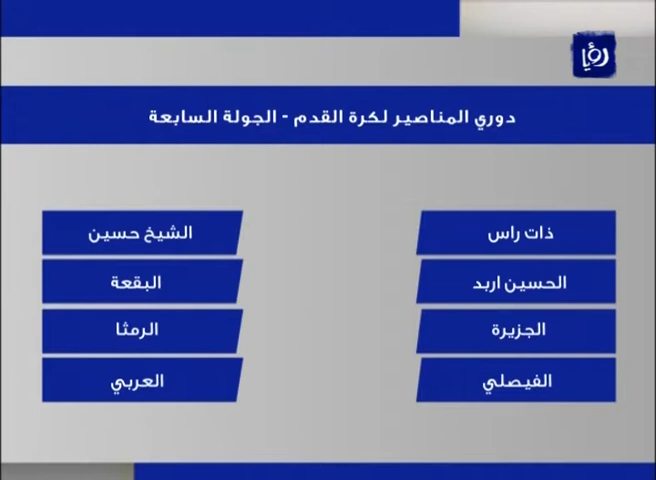 رؤيا
دوري المناصير لكرة القدم - الجولة السابعة
ذات راس الشيخ حسين
الحسين اربد البقعة
الجزيرة الرمثا
الفيصلي العربي